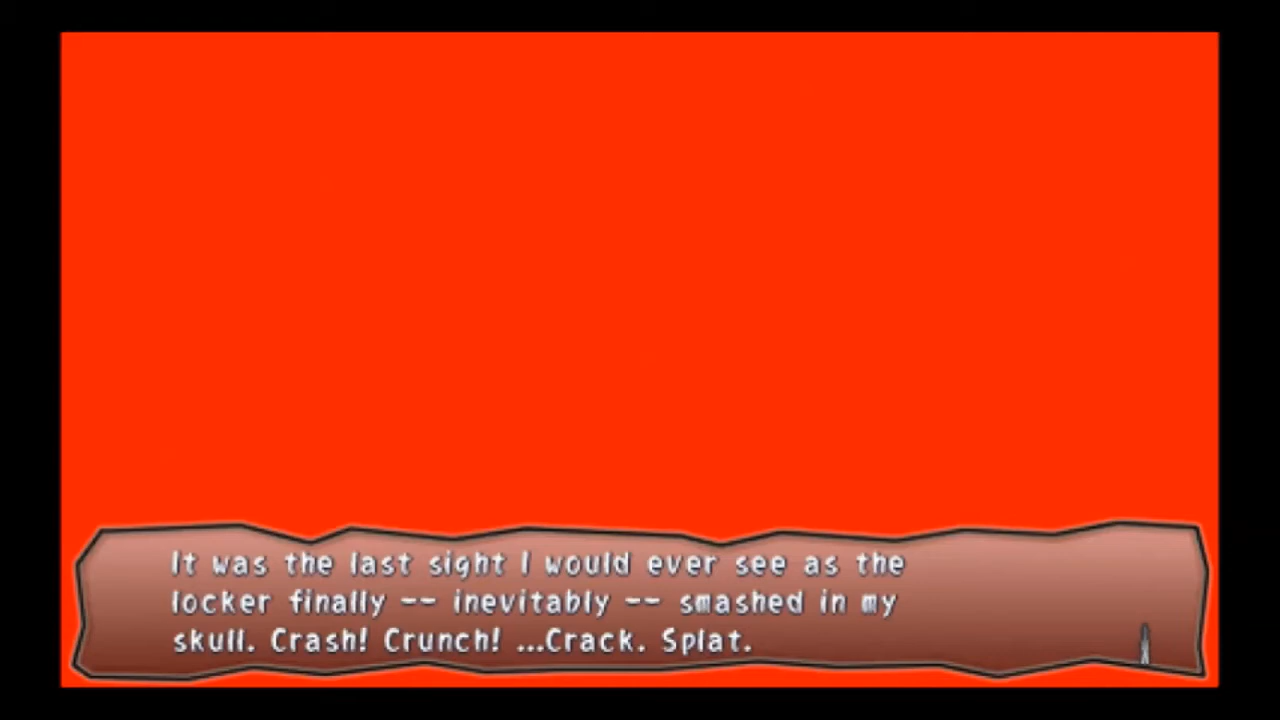 It was the last sight I would ever see as the
locker finally -- inevitably -- smashed in my
skull. Crash! Crunch! ...Crack. Splat.